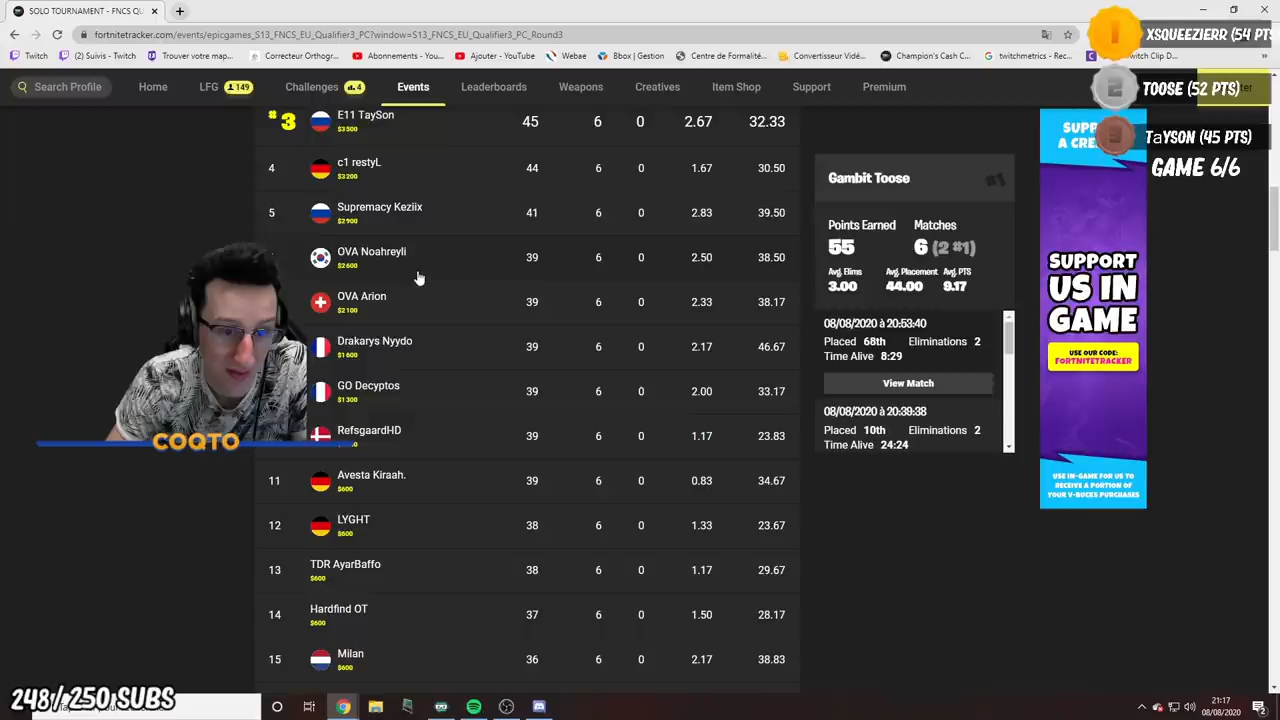 SOLO TOURNAMENT - FNCS QU
fortnitetracker.com/events/epicgames_S13_FNCS_EU_Qualifier3_PC?window=S13_FNCS_EU_Qualifier3_PC_Round3
XSQUEEZIERR (54 PTS
Twitch
(2) Suivis - Twitch
Trouver votre map...
Correcteur Orthogr...
Abonnements - You...
Ajouter - YouTube
Webee
Bbox | Gestion
Centre de Formalité...
Convertisseur Vidéo...
Champion's Cash C...
twitchmetrics - Rec...
Twitch Clip D...
Search Profile
Home
LFG 149
Challenges 4
Events
Leaderboards
Weapons
Creatives
Item Shop
Support
Premium
TOOSE (52 PTS)
TAYSON (45 PTS)
GAME 6/6
#3 E11 TaySon 45 6 0 2.67 32.33
$3500
4 c1 restyL 44 6 0 1.67 30.50
$3200
5 Supremacy Keziix 41 6 0 2.83 39.50
$2900
OVA Noahreyli 39 6 0 2.50 38.50
$2600
OVA Arion 39 6 0 2.33 38.17
$2100
Drakarys Nyydo 39 6 0 2.17 46.67
$1600
GO Decyptos 39 6 0 2.00 33.17
$1300
RefsgaardHD 39 6 0 1.17 23.83
11 Avesta Kiraah. 39 6 0 0.83 34.67
$600
12 LYGHT 38 6 0 1.33 23.67
$600
13 TDR AyarBaffo 38 6 0 1.17 29.67
$600
14 Hardfind OT 37 6 0 1.50 28.17
$600
15 Milan 36 6 0 2.17 38.83
$600
Gambit Toose #1
Points Earned Matches
55 6 (2 #1)
Avg. Elims Avg. Placement Avg. PTS
3.00 44.00 9.17
08/08/2020 à 20:53:40
Placed 68th Eliminations 2
Time Alive 8:29
View Match
08/08/2020 à 20:39:38
Placed 10th Eliminations 2
Time Alive 24:24
SUPPORT
US IN
GAME
USE OUR CODE:
FORTNITETRACKER
USE IN-GAME FOR US TO
RECEIVE A PORTION OF
YOUR V-BUCKS PURCHASES
COQTO
248/250 SUBS
21:17
08/08/2020